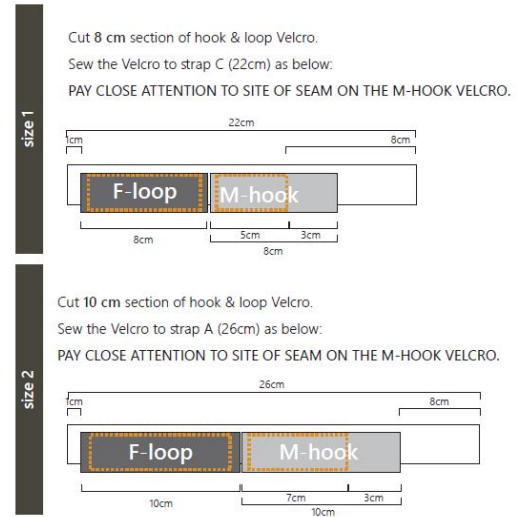 size 1
Cut 8 cm section of hook & loop Velcro.
Sew the Velcro to strap C (22cm) as below:
PAY CLOSE ATTENTION TO SITE OF SEAM ON THE M-HOOK VELCRO.
22cm
1cm
8cm
F-loop
M-hook
8cm
5cm
3cm
8cm
size 2
Cut 10 cm section of hook & loop Velcro.
Sew the Velcro to strap A (26cm) as below:
PAY CLOSE ATTENTION TO SITE OF SEAM ON THE M-HOOK VELCRO.
26cm
1cm
8cm
F-loop
M-hook
10cm
7cm
3cm
10cm